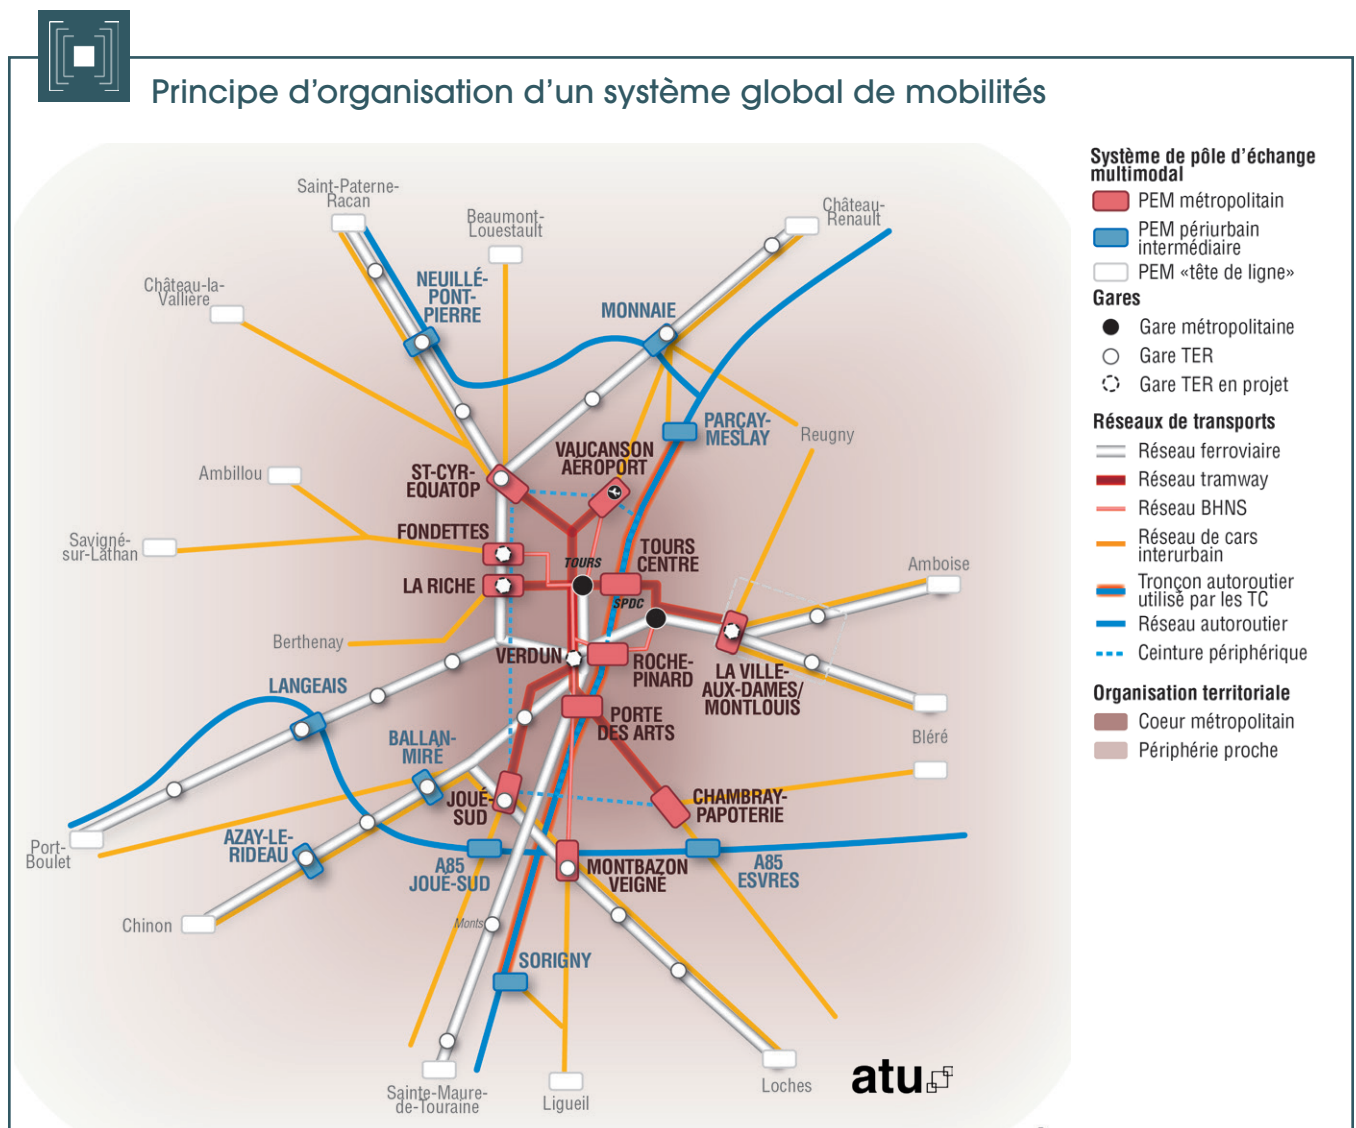 Principe d'organisation d'un système global de mobilités
Système de pôle d'échange
multimodal
PEM métropolitain
PEM périurbain
intermédiaire
PEM «tête de ligne»
Gares
Gare métropolitaine
Gare TER
Gare TER en projet
Réseaux de transports
Réseau ferroviaire
Réseau tramway
Réseau BHNS
Réseau de cars
interurbain
Tronçon autoroutier
utilisé par les TC
Réseau autoroutier
Ceinture périphérique
Organisation territoriale
Coeur métropolitain
Périphérie proche
Saint-Paterne-
Racan
Beaumont-
Louestault
Château-
Renault
Château-la-
Vallière
NEUILLÉ-
PONT-
PIERRE
MONNAIE
PARÇAY-
MESLAY
Reugny
VAUCANSON
AÉROPORT
ST-CYR-
EQUATOP
Ambillou
FONDETTES
Savigné-
sur-Lathan
TOURS
CENTRE
TOURS
Amboise
LA RICHE
SPDC
Berthenay
VERDUN
ROCHE-
PINARD
LA VILLE-
AUX-DAMES/
MONTLOUIS
LANGEAIS
PORTE
DES ARTS
Bléré
BALLAN-
MIRÉ
JOUÉ-
SUD
CHAMBRAY-
PAPOTERIE
Port-
Boulet
AZAY-LE-
RIDEAU
A85
JOUÉ-SUD
MONTBAZON
VEIGNÉ
A85
ESVRES
Chinon
Monts
SORIGNY
Sainte-Maure-
de-Touraine
Ligueil
Loches
atu